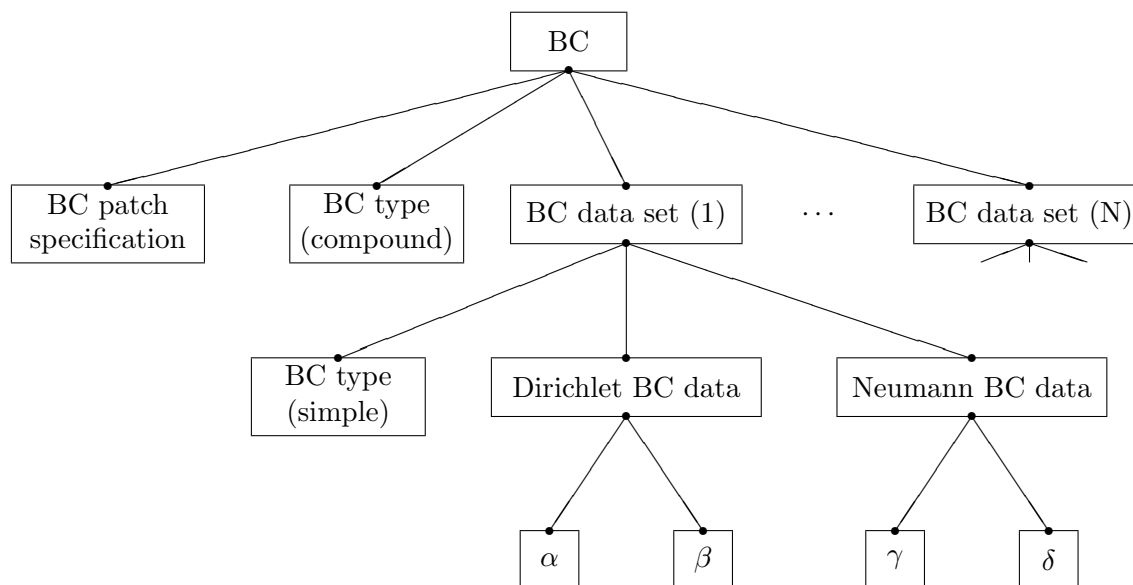 BC
BC patch
specification
BC type
(compound)
BC data set (1)
···
BC data set (N)
BC type
(simple)
Dirichlet BC data
Neumann BC data
α
β
γ
δ